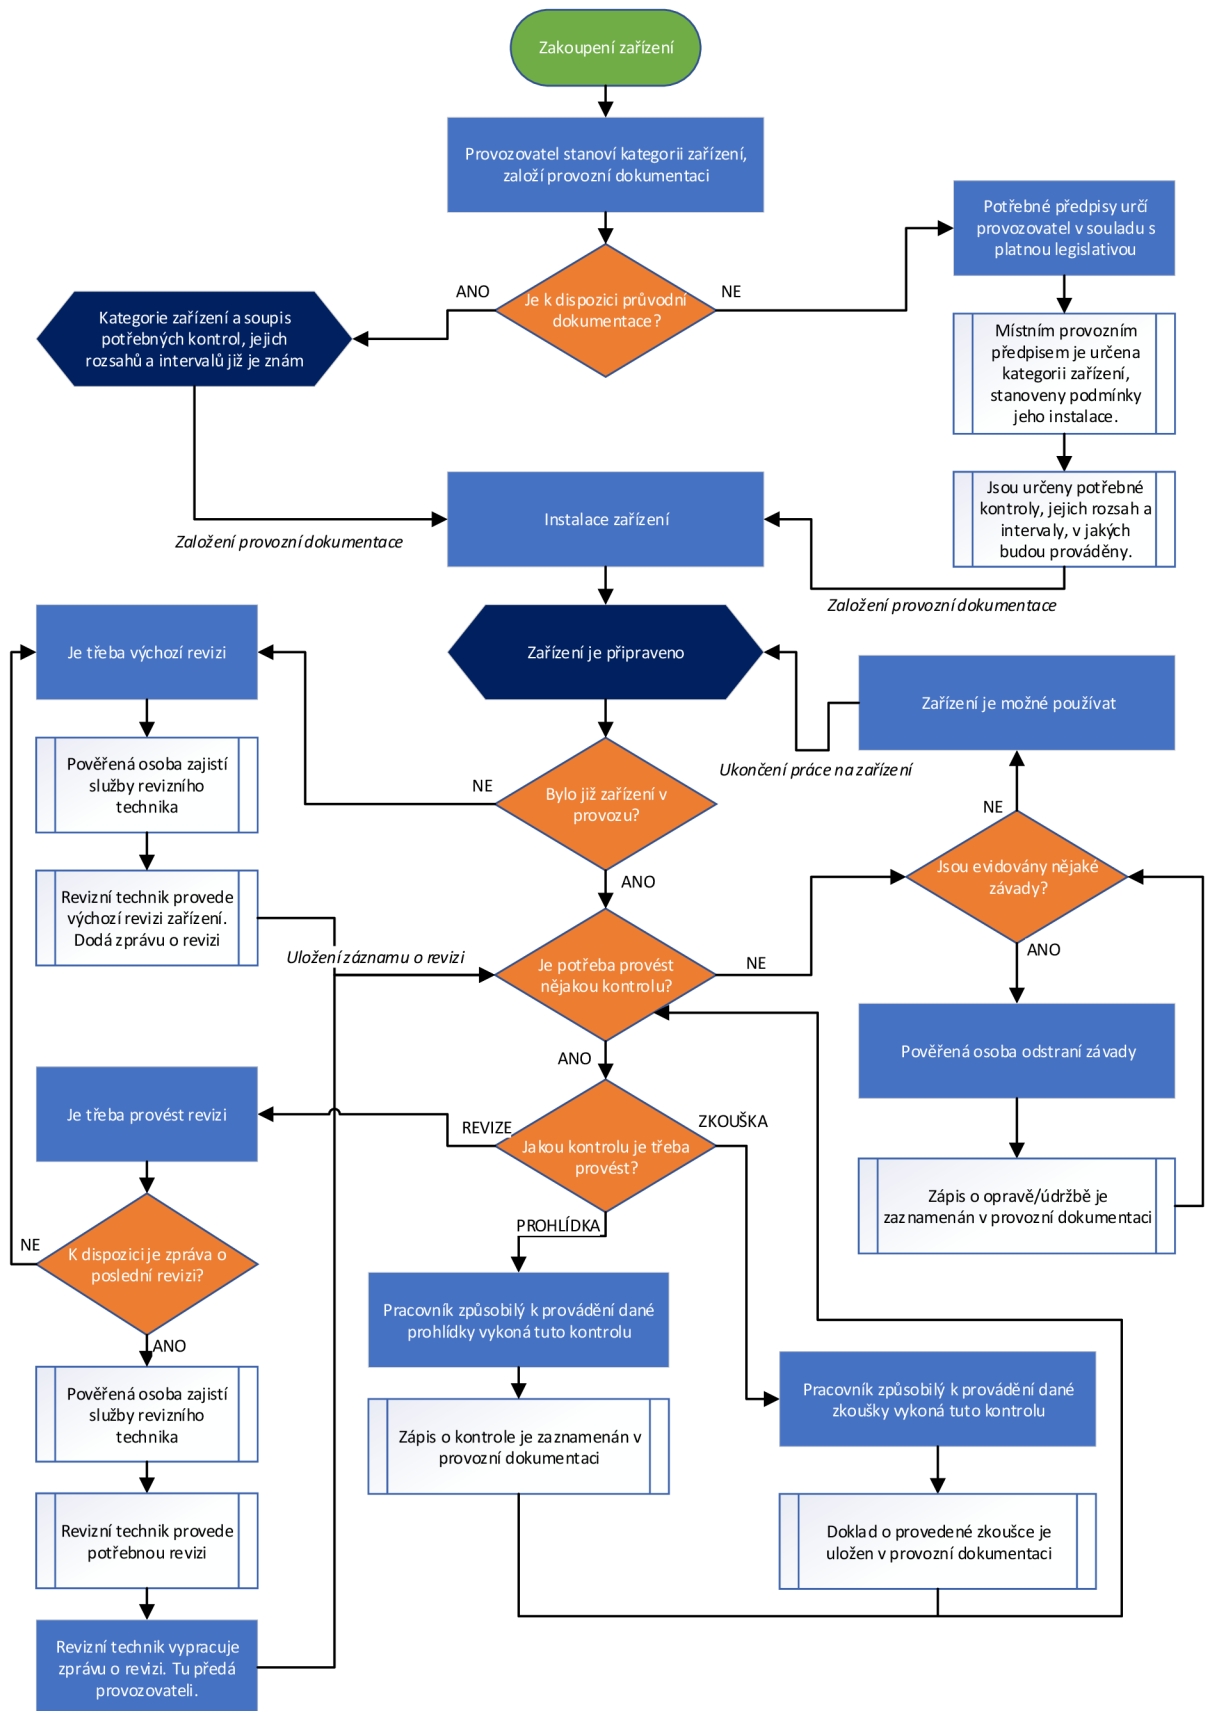 Zakoupení zařízení
Provozovatel stanoví kategorii zařízení,
založí provozní dokumentaci
Potřebné předpisy určí
provozovatel v souladu s
platnou legislativou
Je k dispozici průvodní
dokumentace?
ANO
NE
Kategorie zařízení a soupis
potřebných kontrol, jejich
rozsahů a intervalů již je znám
Místním provozním
předpisem je určena
kategorii zařízení,
stanoveny podmínky
jeho instalace.
Jsou určeny potřebné
kontroly, jejich rozsah a
intervaly, v jakých
budou prováděny.
Instalace zařízení
Založení provozní dokumentace
Založení provozní dokumentace
Je třeba výchozí revizi
Zařízení je připraveno
Zařízení je možné používat
Ukončení práce na zařízení
Pověřená osoba zajistí
služby revizního
technika
NE
Bylo již zařízení v
provozu?
ANO
NE
Jsou evidovány nějaké
závady?
ANO
Revizní technik provede
výchozí revizi zařízení.
Dodá zprávu o revizi
Uložení záznamu o revizi
Je potřeba provést
nějakou kontrolu?
NE
ANO
Pověřená osoba odstraní závady
Je třeba provést revizi
REVIZE
ZKOUŠKA
Jakou kontrolu je třeba
provést?
PROHLÍDKA
Zápis o opravě/údržbě je
zaznamenán v provozní dokumentaci
NE
K dispozici je zpráva o
poslední revizi?
ANO
Pracovník způsobilý k provádění dané
prohlídky vykoná tuto kontrolu
Pracovník způsobilý k provádění dané
zkoušky vykoná tuto kontrolu
Pověřená osoba zajistí
služby revizního
technika
Zápis o kontrole je zaznamenán v
provozní dokumentaci
Revizní technik provede
potřebnou revizi
Doklad o provedené zkoušce je
uložen v provozní dokumentaci
Revizní technik vypracuje
zprávu o revizi. Tu předá
provozovateli.